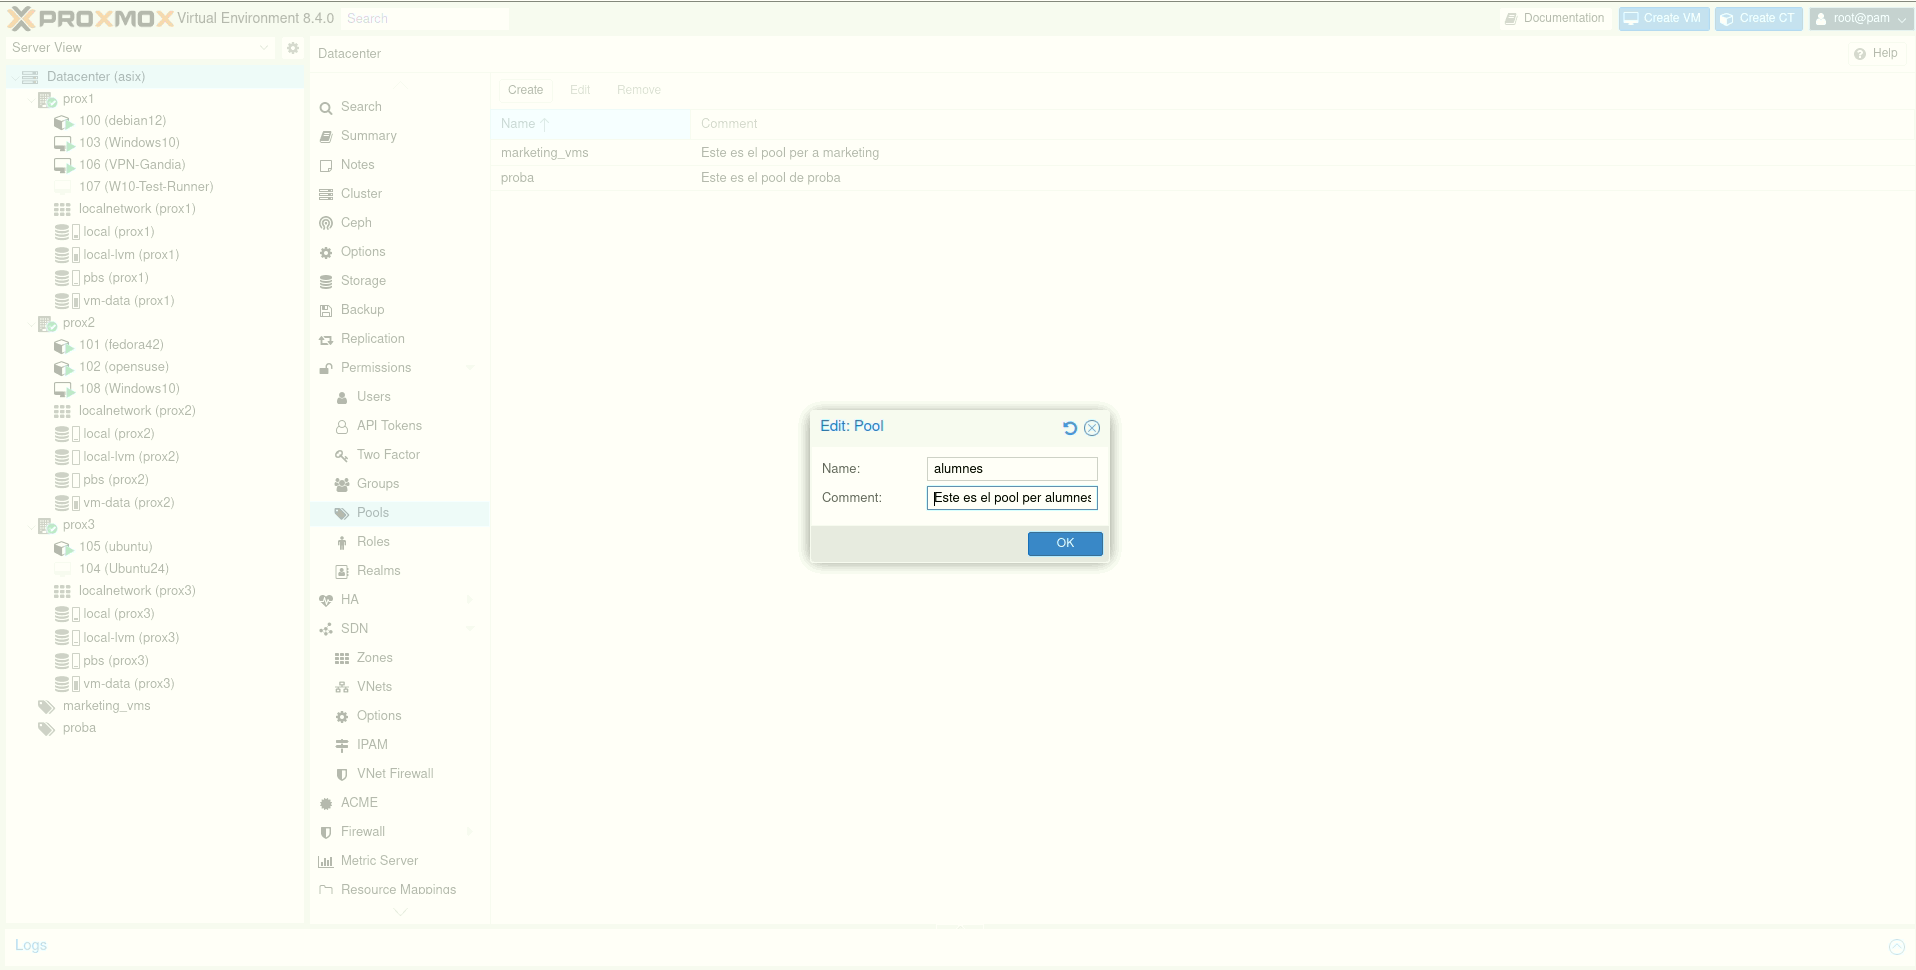 PROXMOX Virtual Environment 8.4.0 Search Documentation Create VM Create CT root@pam
Server View
Datacenter Help
Datacenter (asix)
prox1
100 (debian12)
103 (Windows10)
106 (VPN-Gandia)
107 (W10-Test-Runner)
localnetwork (prox1)
local (prox1)
local-lvm (prox1)
pbs (prox1)
vm-data (prox1)
prox2
101 (fedora42)
102 (opensuse)
108 (Windows10)
localnetwork (prox2)
local (prox2)
local-lvm (prox2)
pbs (prox2)
vm-data (prox2)
prox3
105 (ubuntu)
104 (Ubuntu24)
localnetwork (prox3)
local (prox3)
local-lvm (prox3)
pbs (prox3)
vm-data (prox3)
marketing_vms
proba
Search
Summary
Notes
Cluster
Ceph
Options
Storage
Backup
Replication
Permissions
Users
API Tokens
Two Factor
Groups
Pools
Roles
Realms
HA
SDN
Zones
VNets
Options
IPAM
VNet Firewall
ACME
Firewall
Metric Server
Resource Mappings
Create Edit Remove
Name Comment
marketing_vms Este es el pool per a marketing
proba Este es el pool de proba
Edit: Pool
Name: alumnes
Comment: Este es el pool per alumnes
OK
Logs